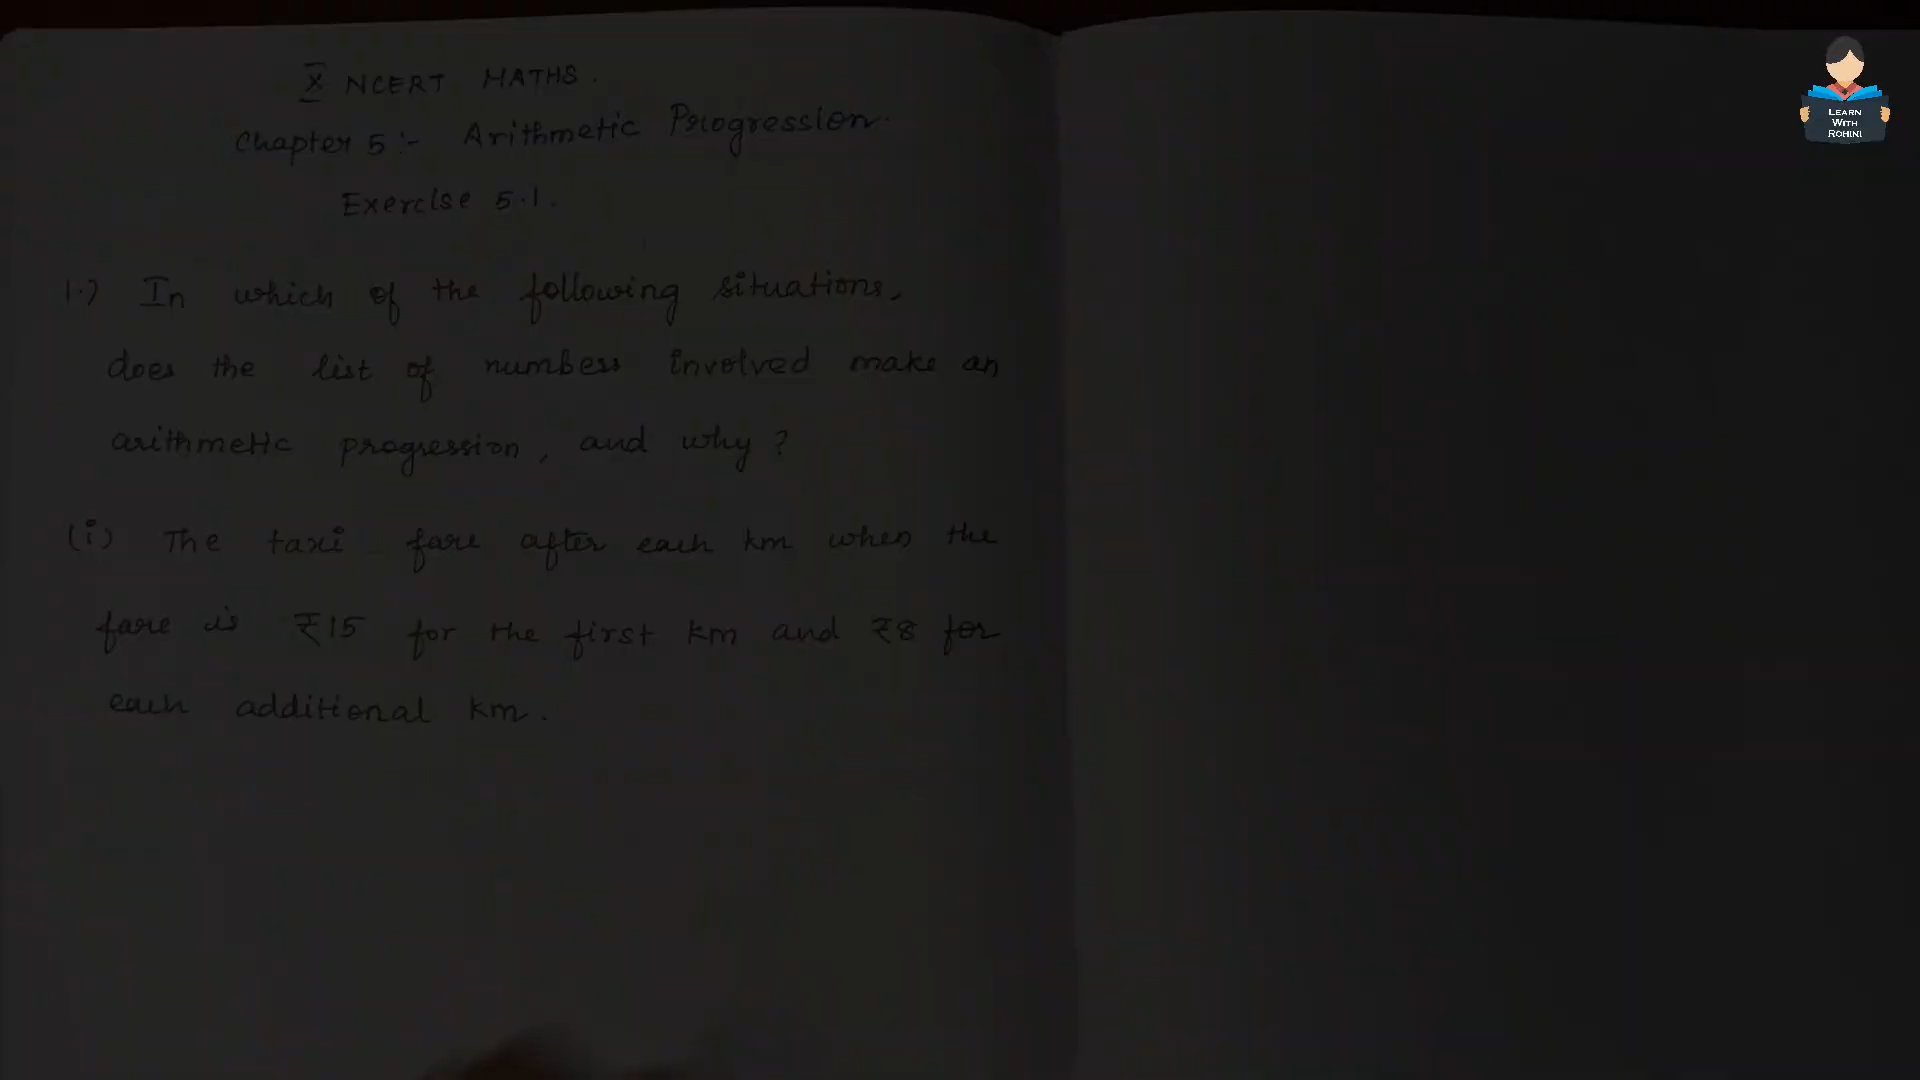 X NCERT MATHS.
Chapter 5:- Arithmetic Progression.
Exercise 5.1.
1.) In which of the following situations,
does the list of numbers involved make an
arithmetic progression, and why?
(i) The taxi fare after each km when the
fare is ₹15 for the first km and ₹8 for
each additional km.
LEARN
WITH
ROHINI